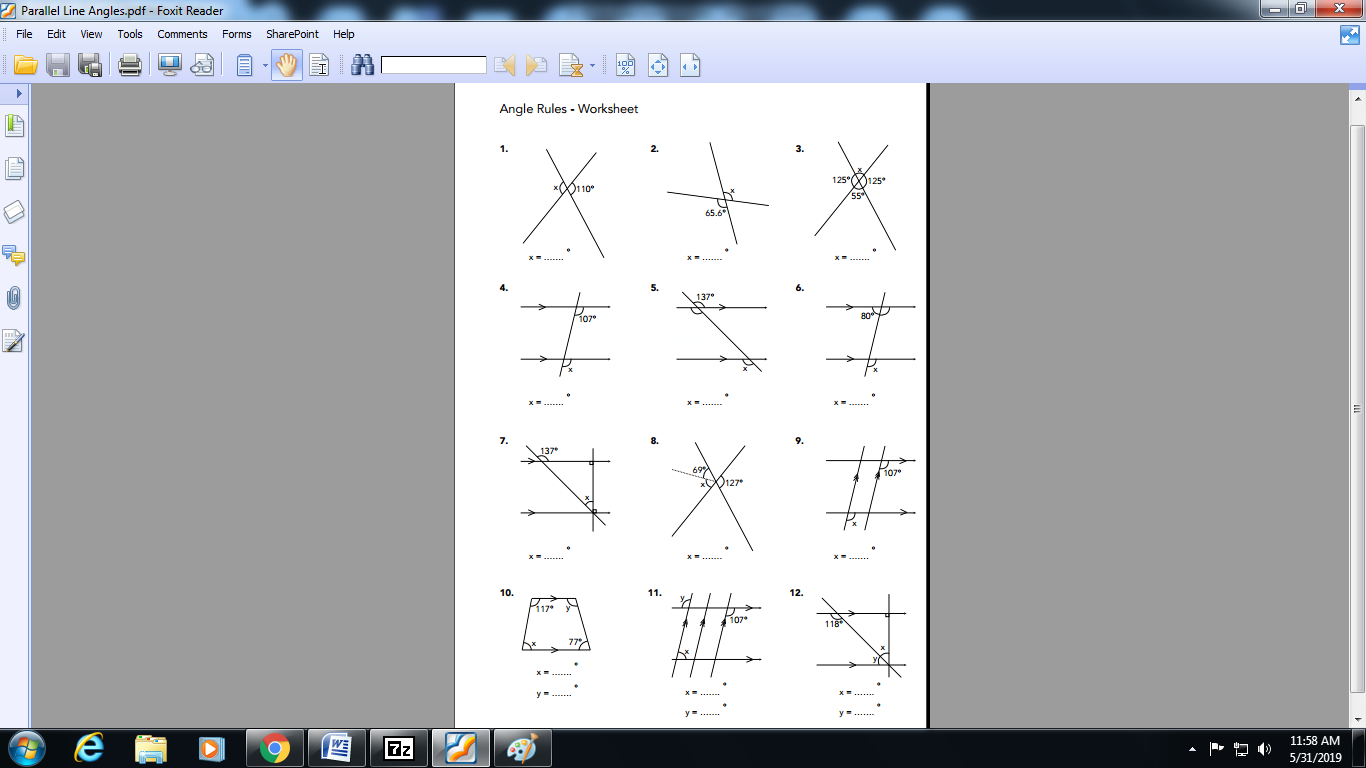 Parallel Line Angles.pdf - Foxit Reader
File Edit View Tools Comments Forms SharePoint Help
Angle Rules - Worksheet
1. 2. 3.
x 110°
x 65.6°
x 125° 125° 55°
x = ....... °
x = ....... °
x = ....... °
4. 5. 6.
107° x
137° x
80° x
x = ....... °
x = ....... °
x = ....... °
7. 8. 9.
137° x
69° x 127°
107° x
x = ....... °
x = ....... °
x = ....... °
10. 11. 12.
117° y x 77°
y 107° x
118° x y
x = ....... °
y = ....... °
x = ....... °
y = ....... °
x = ....... °
y = ....... °
7z
11:58 AM
5/31/2019